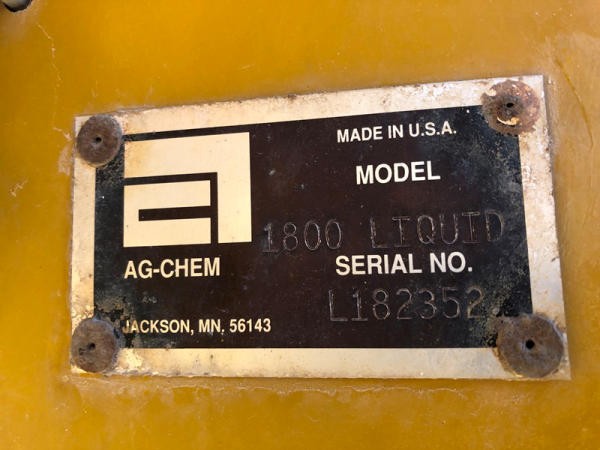 MADE IN U.S.A.
MODEL
1800 LIQUID
AG-CHEM
SERIAL NO.
L182352
JACKSON, MN, 56143